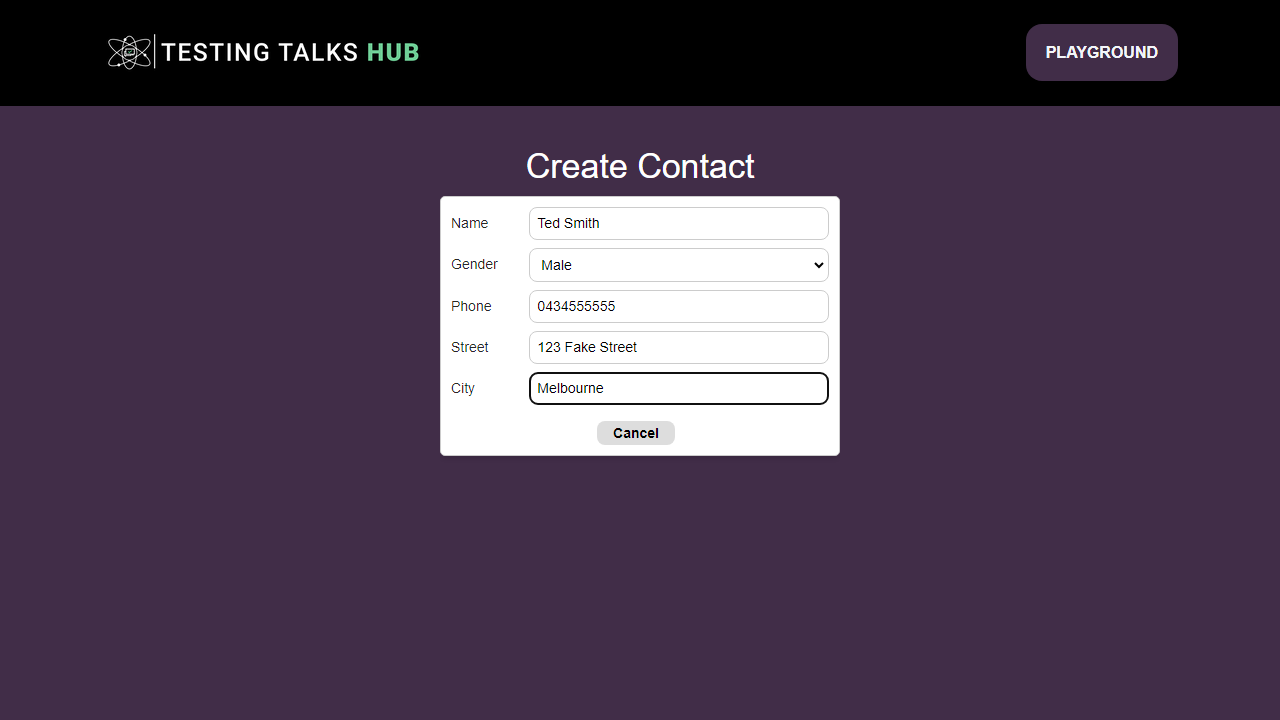 TESTING TALKS HUB
PLAYGROUND
Create Contact
Name Ted Smith
Gender Male
Phone 0434555555
Street 123 Fake Street
City Melbourne
Cancel